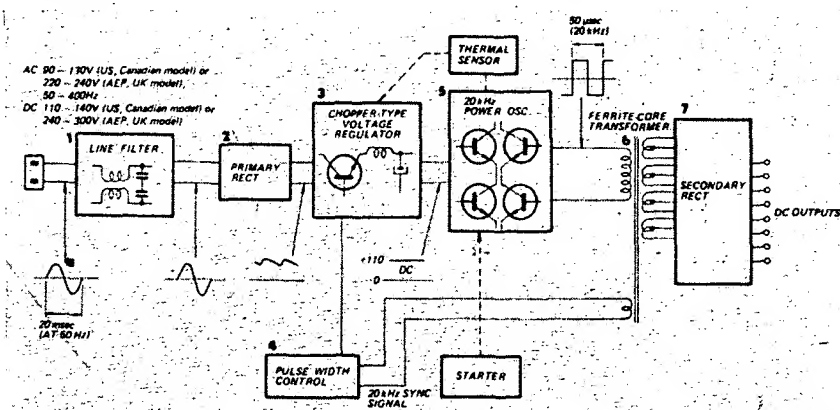 AC 90 ~ 130V (US, Canadian model) or
220 ~ 240V (AEP, UK model),
50 ~ 400Hz
DC 110 ~ 140V (US, Canadian model) or
240 ~ 300V (AEP, UK model)
1
LINE FILTER
2
PRIMARY
RECT
3
CHOPPER-TYPE
VOLTAGE
REGULATOR
THERMAL
SENSOR
5
20 kHz
POWER OSC
50 μsec
(20 kHz)
FERRITE-CORE
TRANSFORMER
6
7
SECONDARY
RECT
DC OUTPUTS
20 msec
(AT 50 Hz)
+110
DC
0
4
PULSE WIDTH
CONTROL
20 kHz SYNC
SIGNAL
STARTER